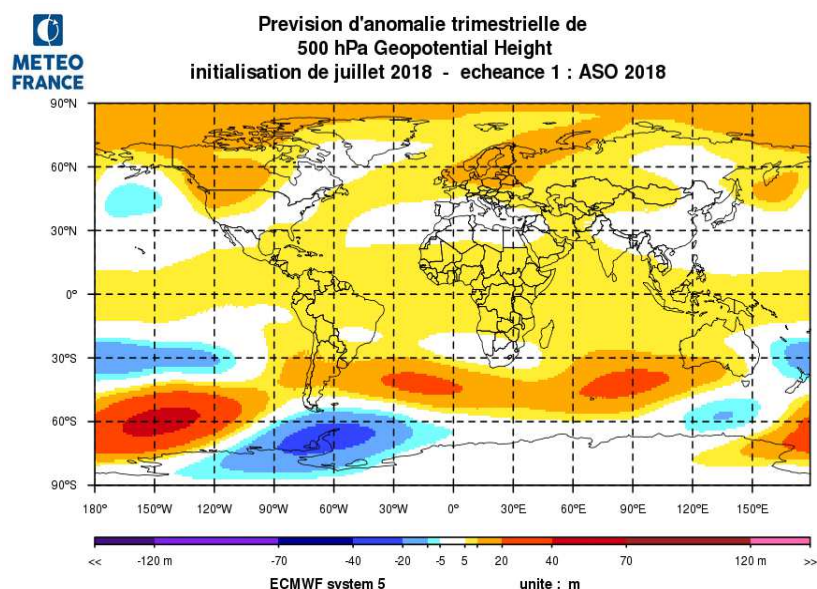 Prevision d'anomalie trimestrielle de
500 hPa Geopotential Height
initialisation de juillet 2018 - echeance 1 : ASO 2018
METEO
FRANCE
90°N
60°N
30°N
0°
30°S
60°S
90°S
180° 150°W 120°W 90°W 60°W 30°W 0° 30°E 60°E 90°E 120°E 150°E
<< -120 m -70 -40 -20 -5 5 20 40 70 120 m >>
ECMWF system 5 unite : m